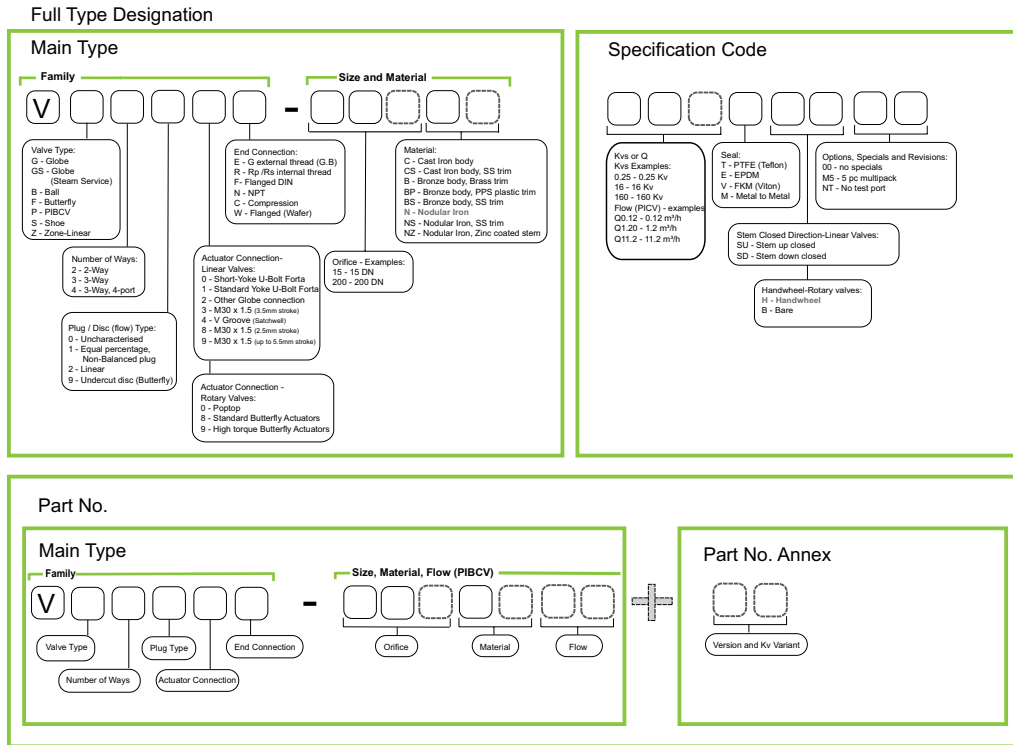 Full Type Designation
Main Type
Family
Size and Material
V
-
Valve Type:
G - Globe
GS - Globe
(Steam Service)
B - Ball
F - Butterfly
P - PIBCV
S - Shoe
Z - Zone-Linear
Number of Ways:
2 - 2-Way
3 - 3-Way
4 - 3-Way, 4-port
Plug / Disc (flow) Type:
0 - Uncharacterised
1 - Equal percentage,
Non-Balanced plug
2 - Linear
9 - Undercut disc (Butterfly)
End Connection:
E - G external thread (G.B)
R - Rp /Rs internal thread
F- Flanged DIN
N - NPT
C - Compression
W - Flanged (Wafer)
Actuator Connection-
Linear Valves:
0 - Short-Yoke U-Bolt Forta
1 - Standard Yoke U-Bolt Forta
2 - Other Globe connection
3 - M30 x 1.5 (3.5mm stroke)
4 - V Groove (Satchwell)
8 - M30 x 1.5 (2.5mm stroke)
9 - M30 x 1.5 (up to 5.5mm stroke)
Actuator Connection -
Rotary Valves:
0 - Poptop
8 - Standard Butterfly Actuators
9 - High torque Butterfly Actuators
Orifice - Examples:
15 - 15 DN
200 - 200 DN
Material:
C - Cast Iron body
CS - Cast Iron body, SS trim
B - Bronze body, Brass trim
BP - Bronze body, PPS plastic trim
BS - Bronze body, SS trim
N - Nodular Iron
NS - Nodular Iron, SS trim
NZ - Nodular Iron, Zinc coated stem
Specification Code
Kvs or Q
Kvs Examples:
0.25 - 0.25 Kv
16 - 16 Kv
160 - 160 Kv
Flow (PICV) - examples
Q0.12 - 0.12 m³/h
Q1.20 - 1.2 m³/h
Q11.2 - 11.2 m³/h
Seal:
T - PTFE (Teflon)
E - EPDM
V - FKM (Viton)
M - Metal to Metal
Options, Specials and Revisions:
00 - no specials
M5 - 5 pc multipack
NT - No test port
Stem Closed Direction-Linear Valves:
SU - Stem up closed
SD - Stem down closed
Handwheel-Rotary valves:
H - Handwheel
B - Bare
Part No.
Main Type
Family
Size, Material, Flow (PIBCV)
V
-
Valve Type
Plug Type
End Connection
Number of Ways
Actuator Connection
Orifice
Material
Flow
Part No. Annex
Version and Kv Variant